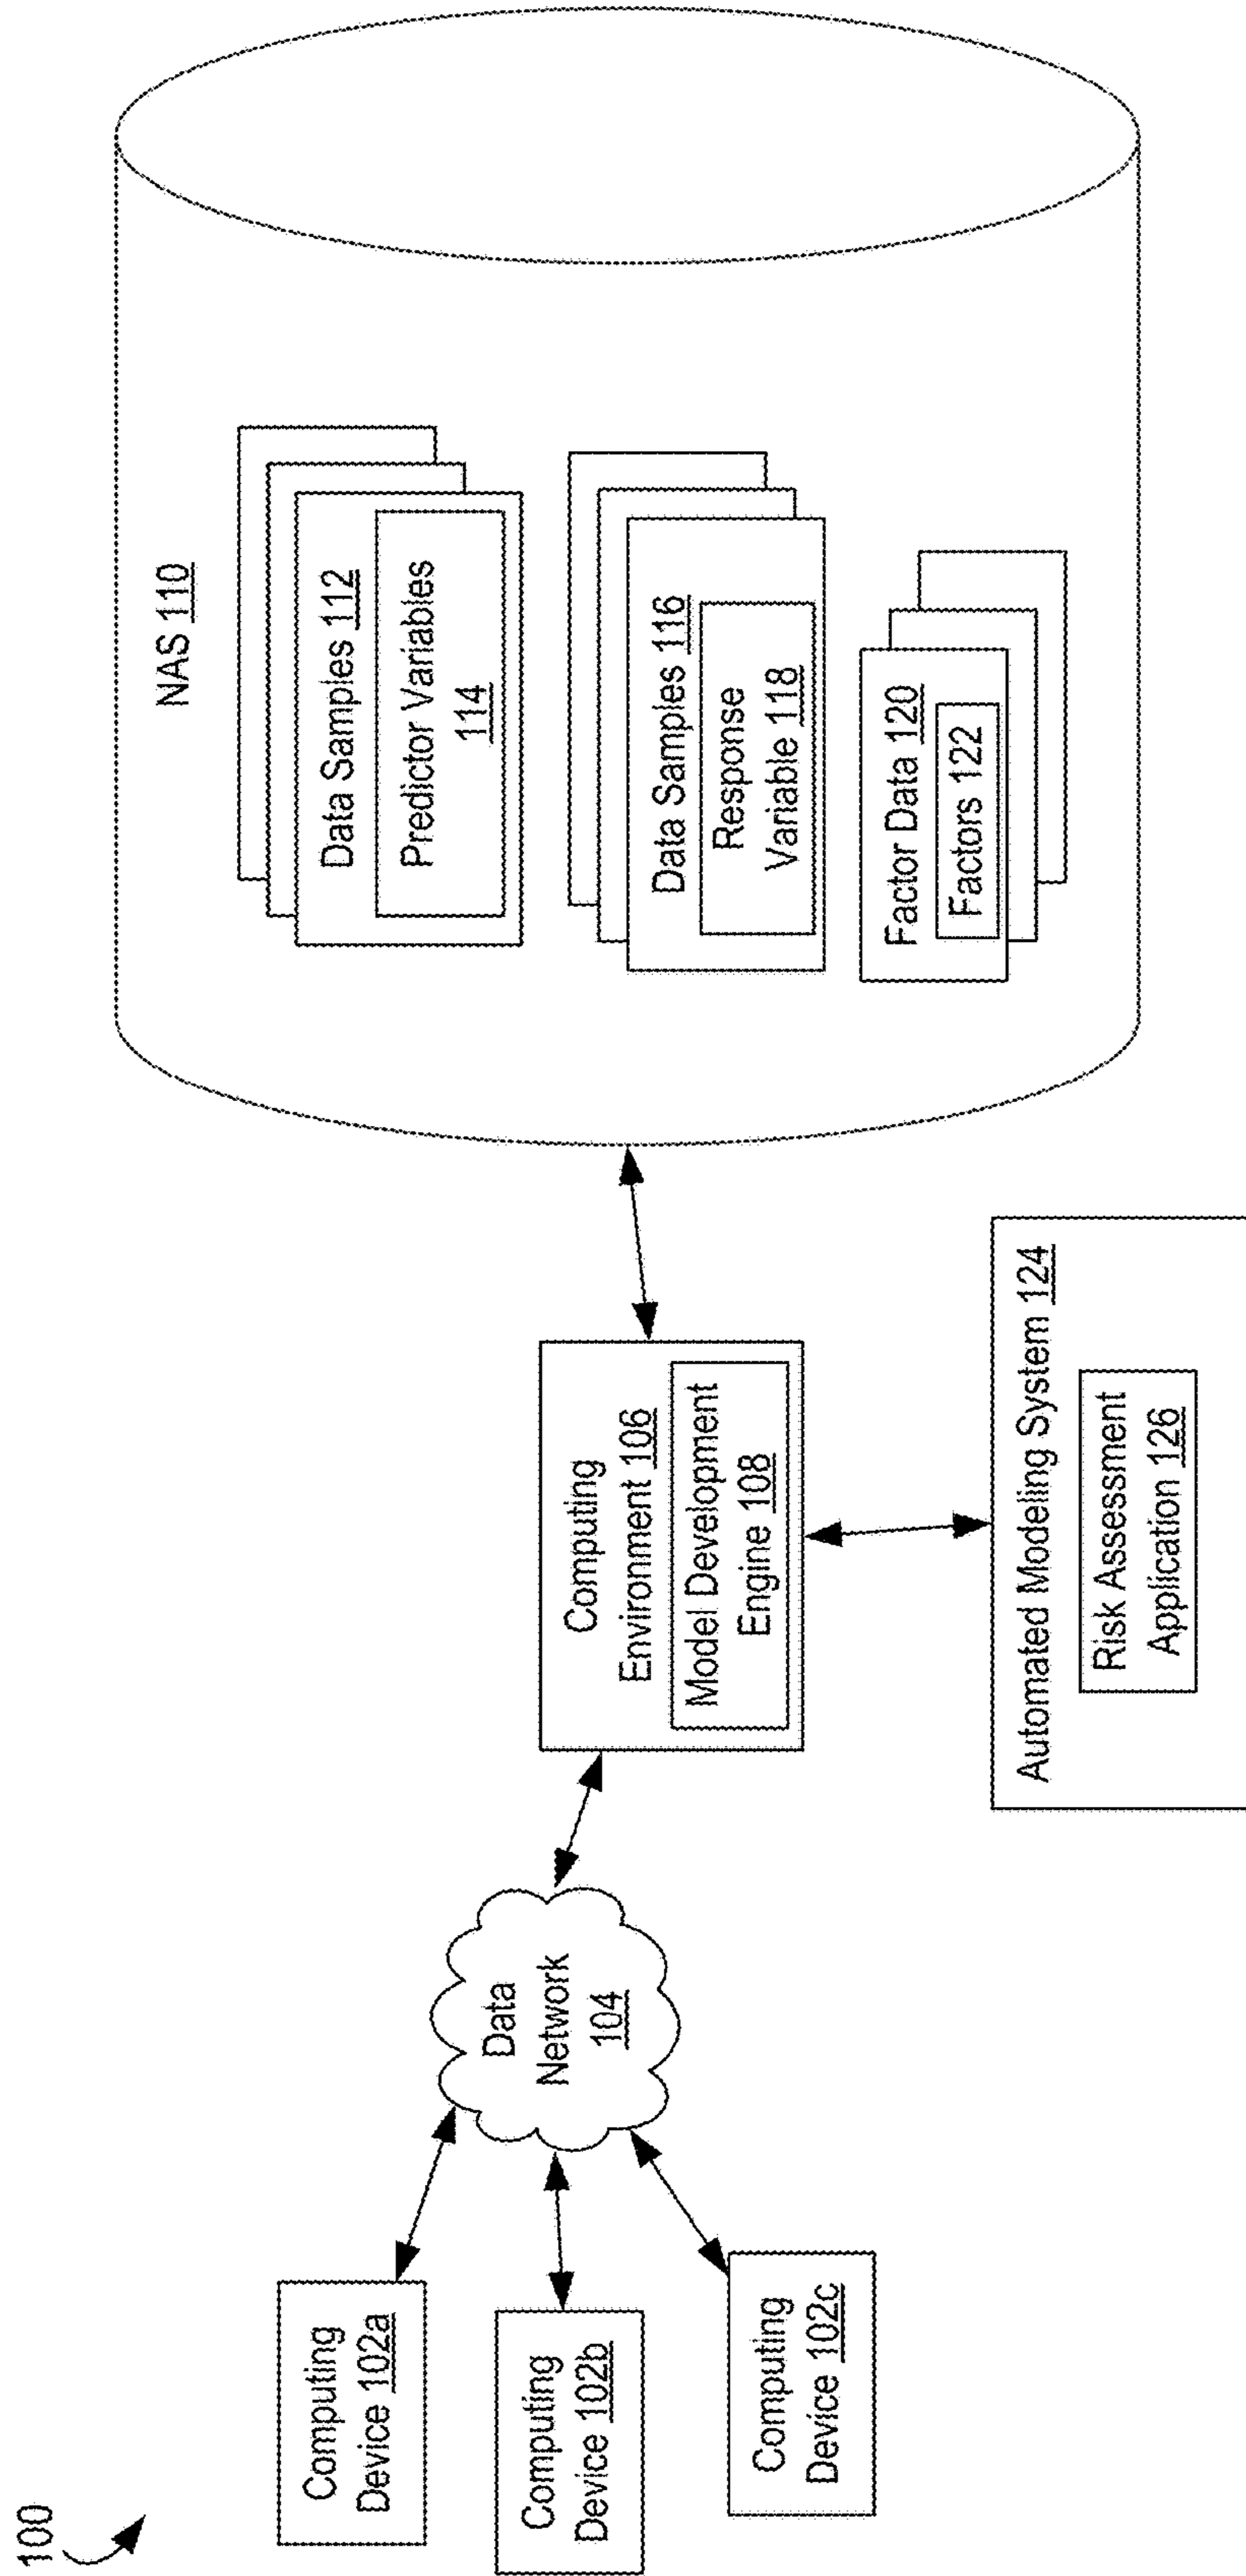 100
Computing
Device 102a
Computing
Device 102b
Computing
Device 102c
Data
Network
104
Computing
Environment 106
Model Development
Engine 108
Automated Modeling System 124
Risk Assessment
Application 126
NAS 110
Data Samples 112
Predictor Variables
114
Data Samples 116
Response
Variable 118
Factor Data 120
Factors 122